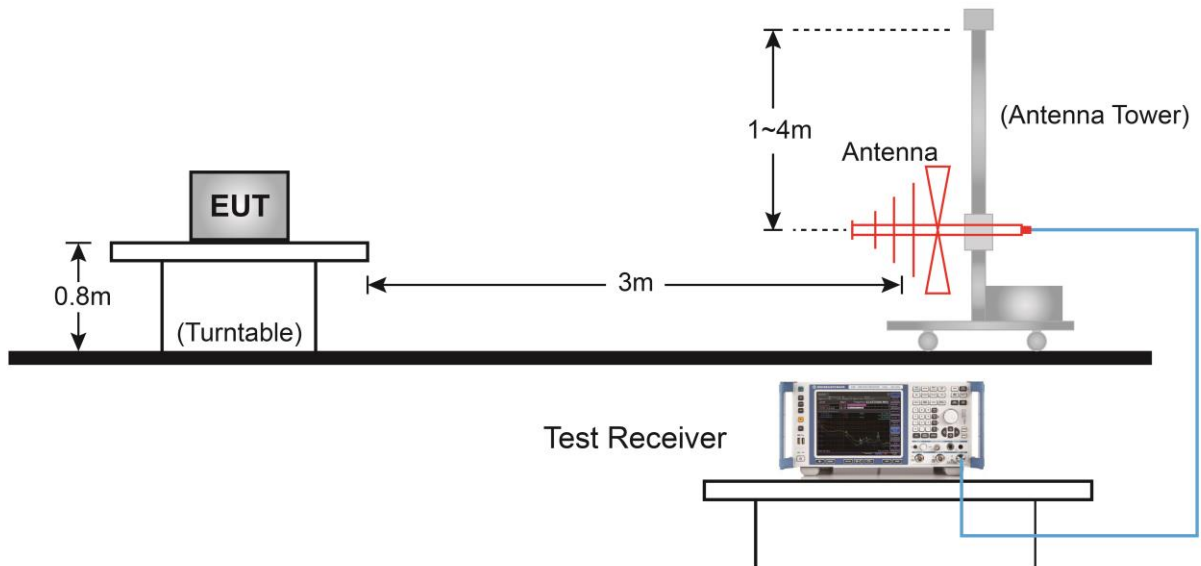 1~4m
(Antenna Tower)
Antenna
EUT
0.8m
3m
(Turntable)
Test Receiver